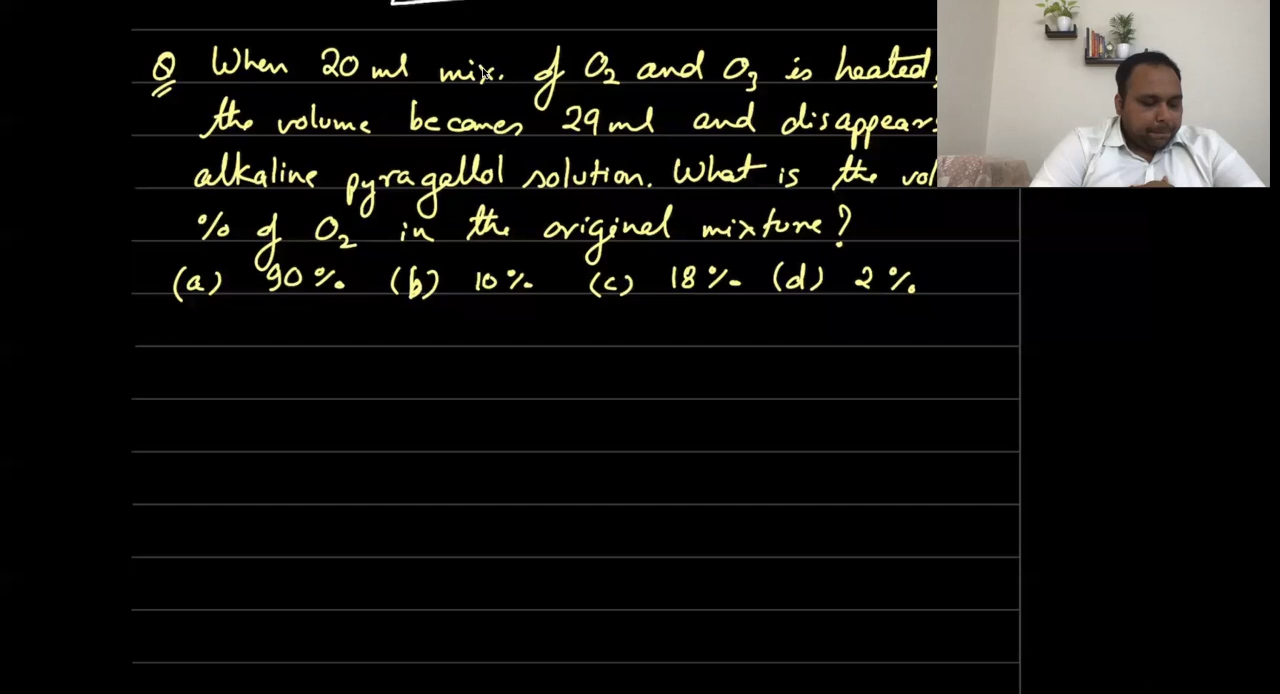 Q When 20 ml mix. of O₂ and O₃ is heated,
the volume becomes 29 ml and disappears
alkaline pyragallol solution. What is the vol
% of O₂ in the original mixture?
(a) 90%. (b) 10%. (c) 18%. (d) 2%.